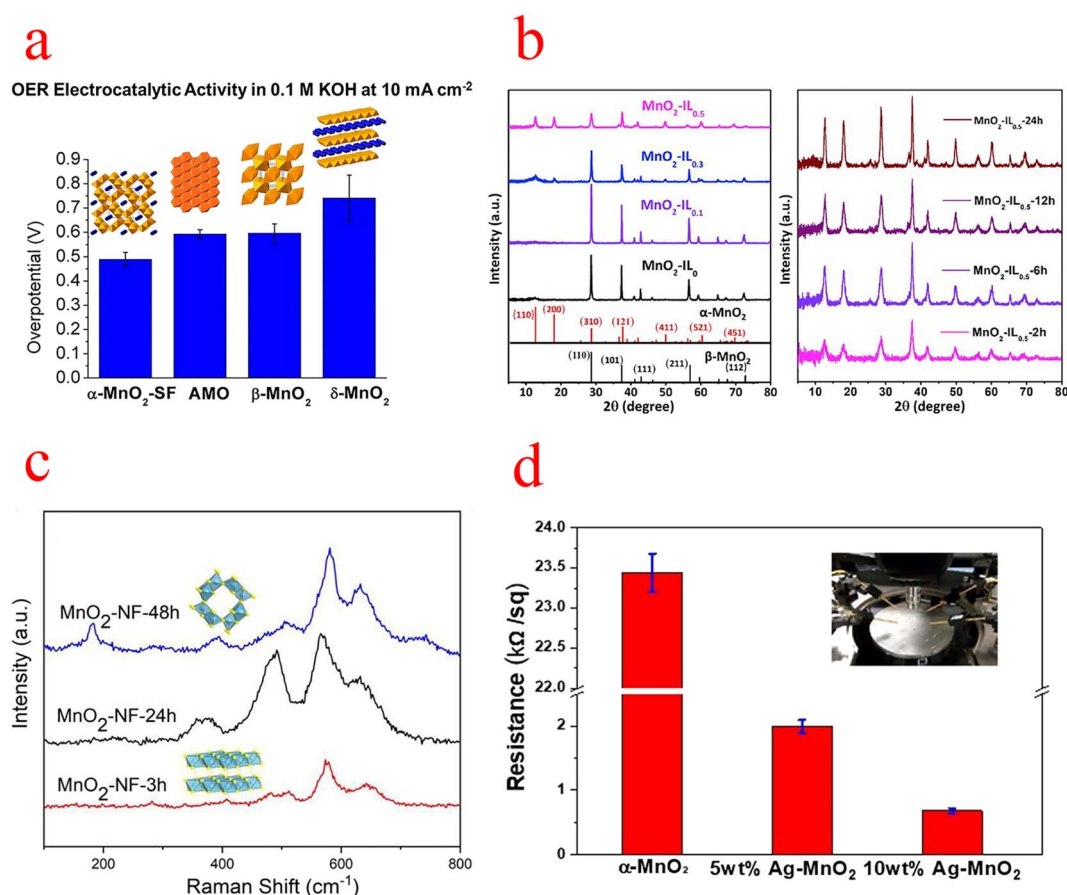 a
OER Electrocatalytic Activity in 0.1 M KOH at 10 mA cm-2
0.9
0.8
0.7
0.6
0.5
0.4
0.3
0.2
0.1
0.0
Overpotential (V)
α-MnO2-SF AMO β-MnO2 δ-MnO2
b
MnO2-IL0.5
MnO2-IL0.3
MnO2-IL0.1
MnO2-IL0
α-MnO2
(110) (200) (310) (121) (411) (521) (451)
β-MnO2
(110) (101) (111) (211) (112)
Intensity (a.u.)
0 10 20 30 40 50 60 70 80
2θ (degree)
MnO2-IL0.5-24h
MnO2-IL0.5-12h
MnO2-IL0.5-6h
MnO2-IL0.5-2h
Intensity (a.u.)
10 20 30 40 50 60 70 80
2θ (degree)
c
MnO2-NF-48h
MnO2-NF-24h
MnO2-NF-3h
Intensity (a.u.)
200 400 600 800
Raman Shift (cm-1)
d
24.0
23.5
23.0
22.5
22.0
2
1
0
Resistance (kΩ /sq)
α-MnO2 5wt% Ag-MnO2 10wt% Ag-MnO2